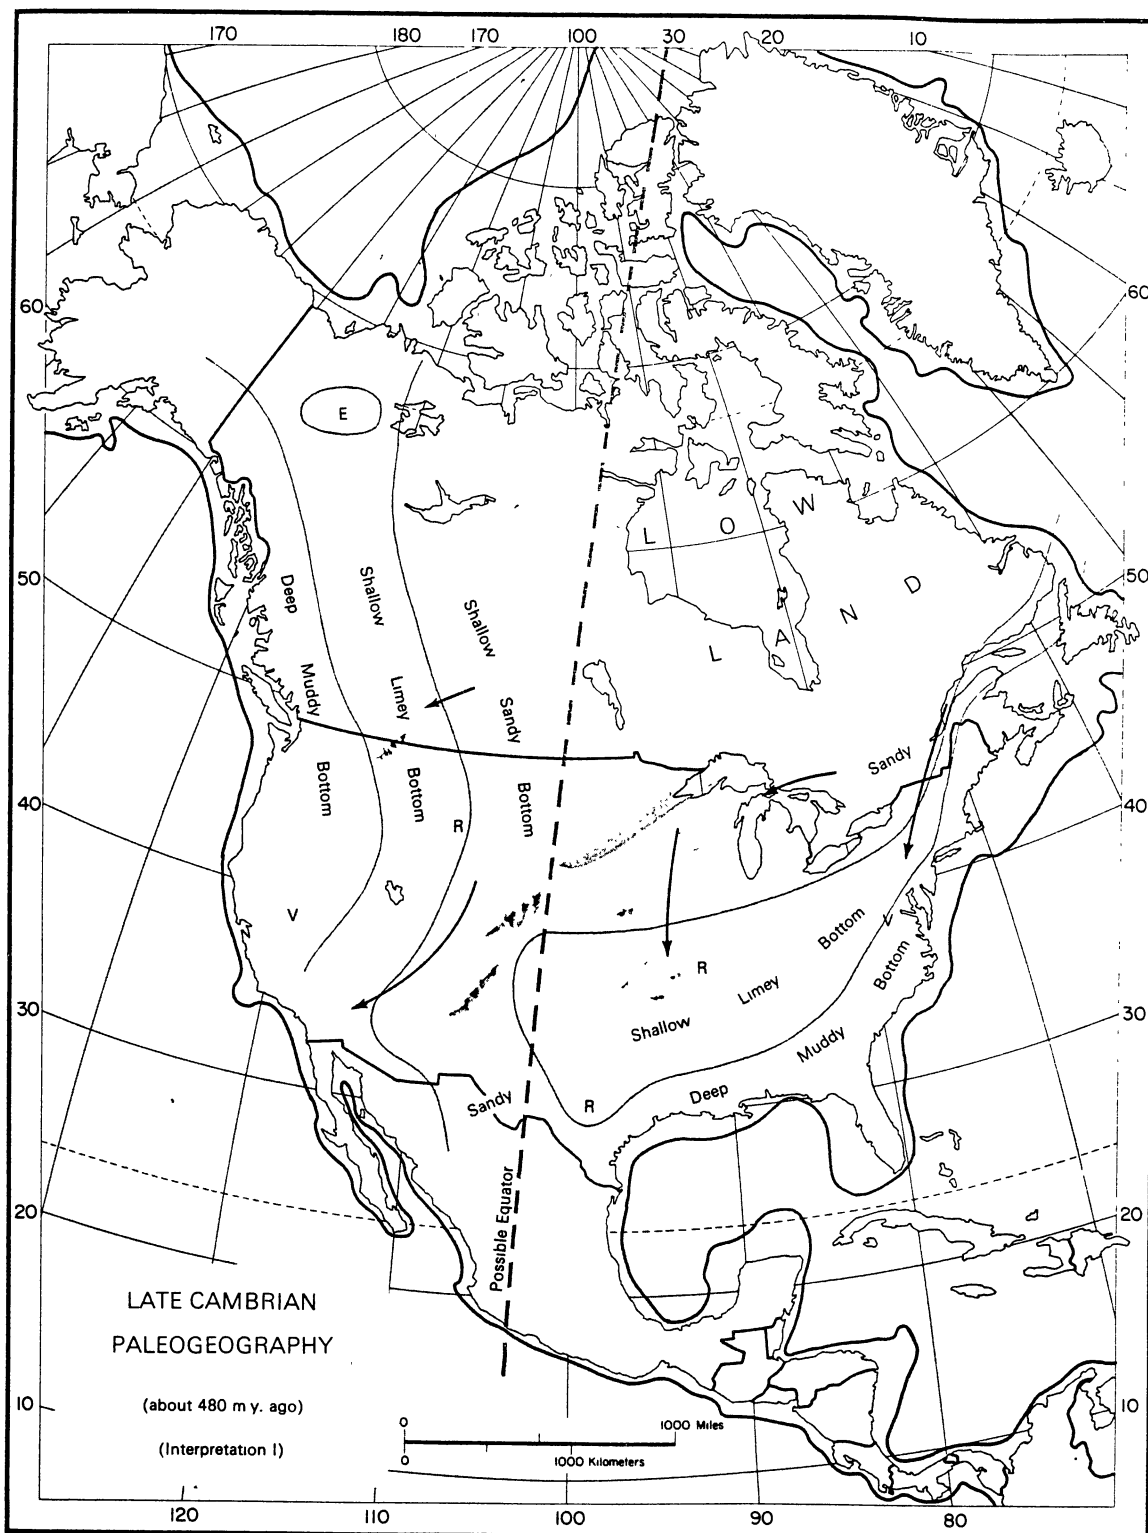 170 180 170 100 30 20 10
60 60
E
L O W
50 50
Deep Shallow Shallow
L A N D
Muddy Limey Sandy
Sandy
Bottom Bottom Bottom
40 40
R
V
Bottom V
Bottom
R
Limey
30 30
Shallow
Muddy
Deep
Sandy R
20 20
Possible Equator
LATE CAMBRIAN
PALEOGEOGRAPHY
(about 480 m y. ago)
(Interpretation I)
10 10
0 1000 Miles
0 1000 Kilometers
120 110 100 90 80